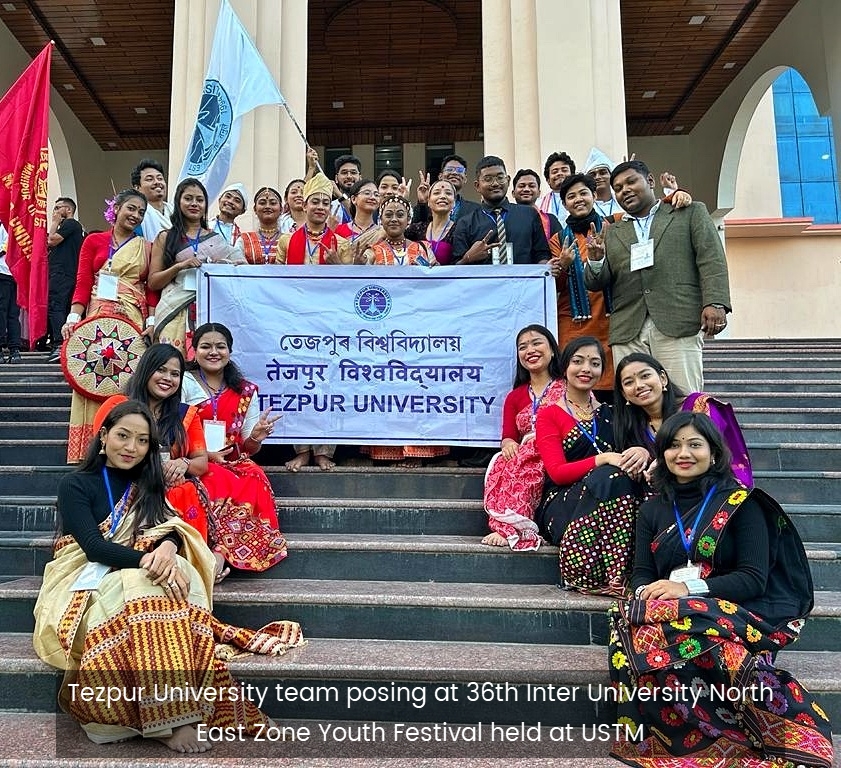 তেজপুৰ বিশ্ববিদ্যালয়
तेजपुर विश्वविद्यालय
TEZPUR UNIVERSITY
Tezpur University team posing at 36th Inter University North
East Zone Youth Festival held at USTM